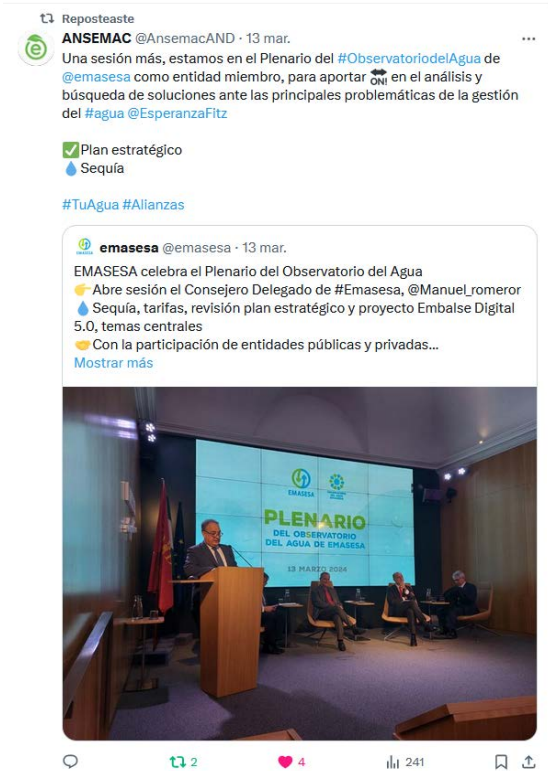 Reposteaste
ANSEMAC @AnsemacAND · 13 mar.
Una sesión más, estamos en el Plenario del #ObservatoriodelAgua de
@emasesa como entidad miembro, para aportar 🔛 en el análisis y
búsqueda de soluciones ante las principales problemáticas de la gestión
del #agua @EsperanzaFitz
✅Plan estratégico
💧Sequía
#TuAgua #Alianzas
emasesa @emasesa · 13 mar.
EMASESA celebra el Plenario del Observatorio del Agua
👉Abre sesión el Consejero Delegado de #Emasesa, @Manuel_romeror
💧Sequía, tarifas, revisión plan estratégico y proyecto Embalse Digital
5.0, temas centrales
🤝Con la participación de entidades públicas y privadas...
Mostrar más
EMASESA
PLENARIO
DEL OBSERVATORIO
DEL AGUA DE EMASESA
13 MARZO 2024
2
4
241